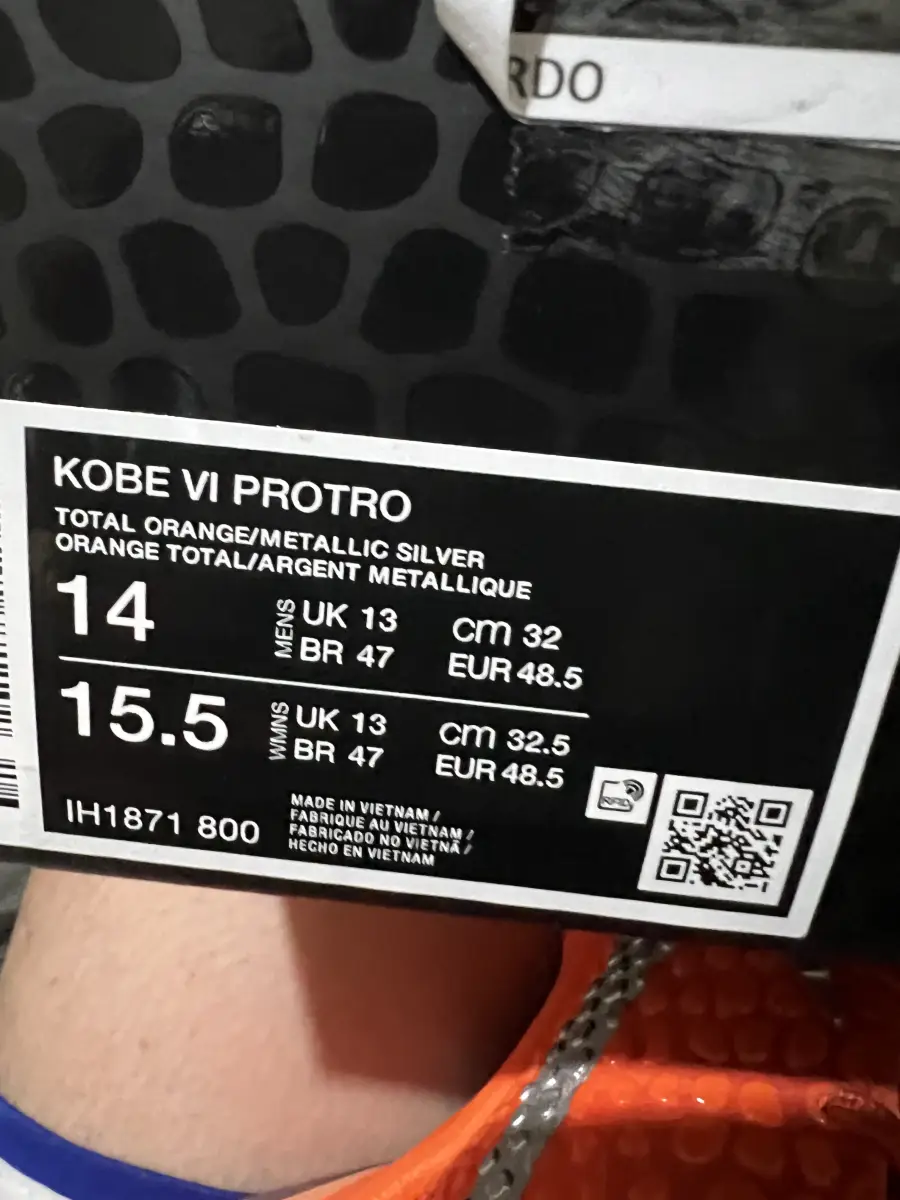 RDO
KOBE VI PROTRO
TOTAL ORANGE/METALLIC SILVER
ORANGE TOTAL/ARGENT METALLIQUE
14 MENS UK 13 cm 32
BR 47 EUR 48.5
15.5 WMNS UK 13 cm 32.5
BR 47 EUR 48.5
IH1871 800
MADE IN VIETNAM /
FABRIQUE AU VIETNAM /
FABRICADO NO VIETNÃ /
HECHO EN VIETNAM
RFID